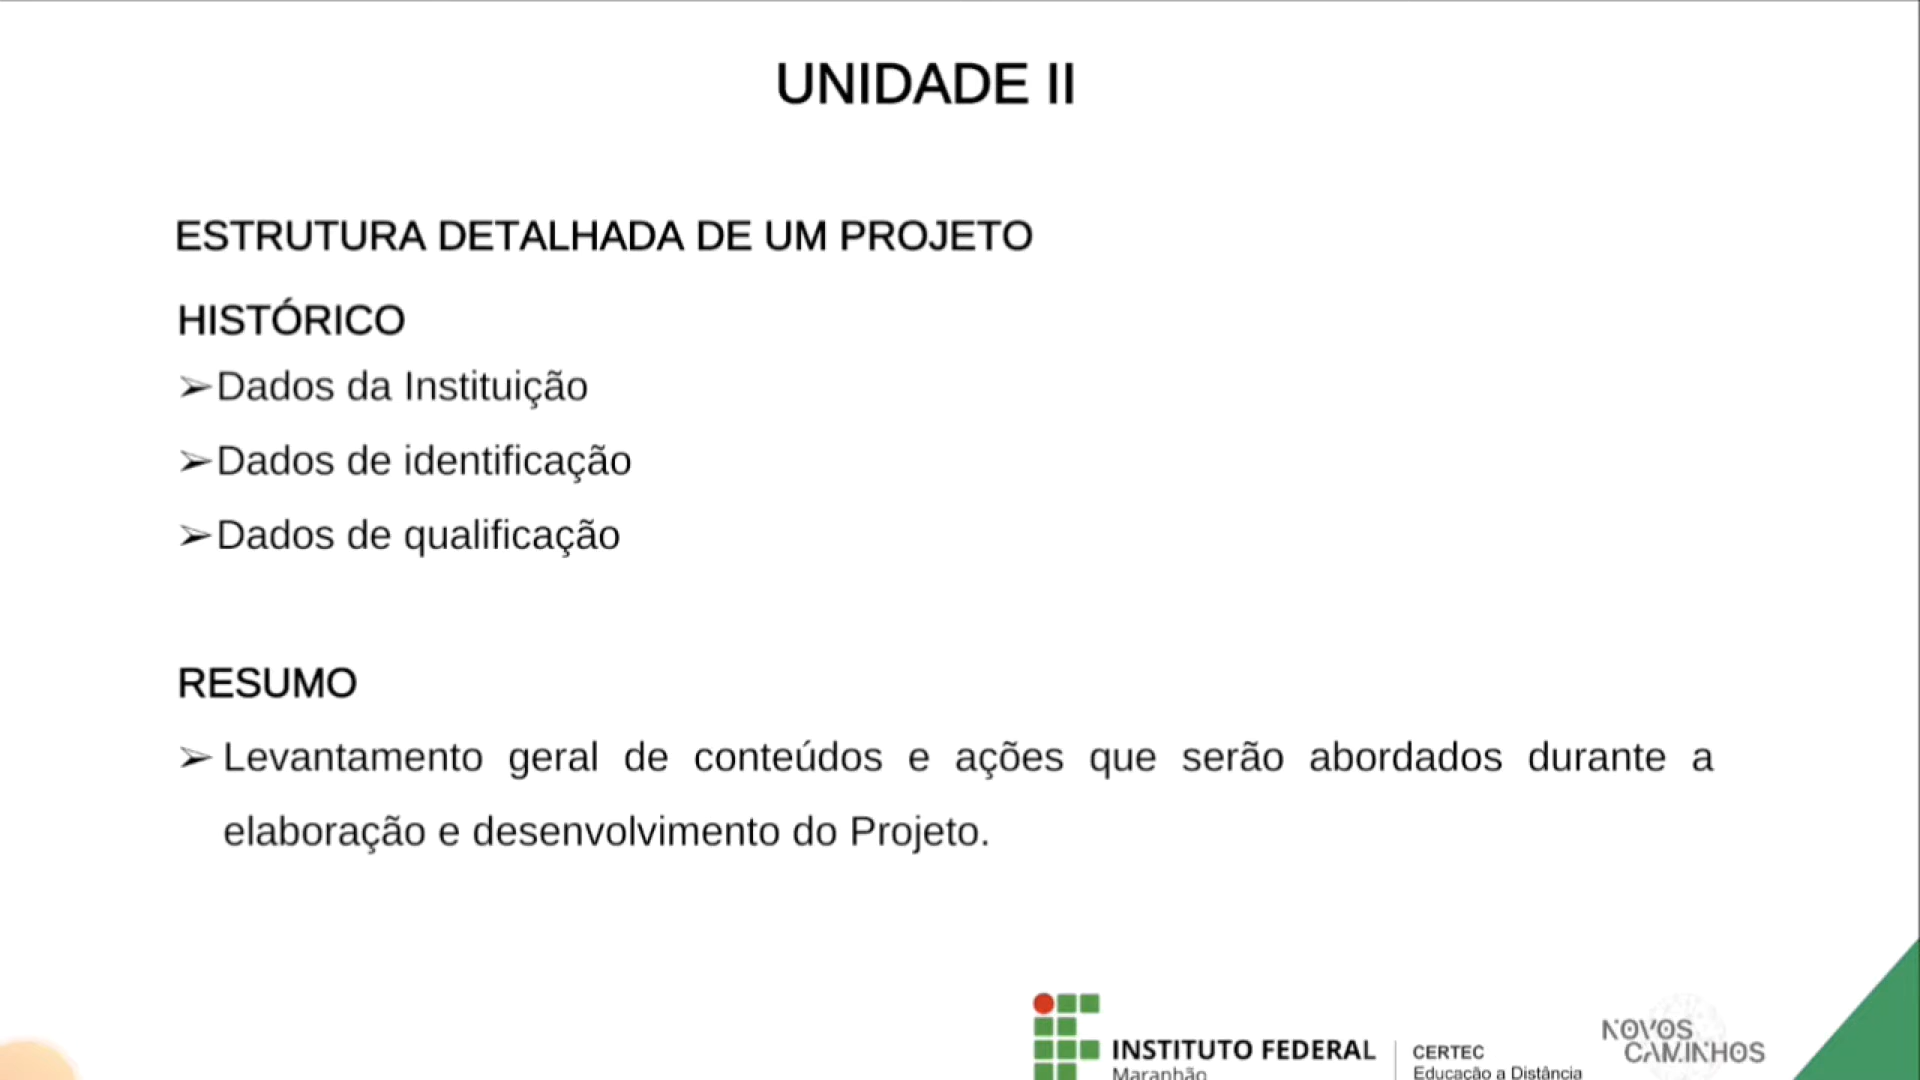 UNIDADE II
ESTRUTURA DETALHADA DE UM PROJETO
HISTÓRICO
➢Dados da Instituição
➢Dados de identificação
➢Dados de qualificação
RESUMO
➢ Levantamento geral de conteúdos e ações que serão abordados durante a
elaboração e desenvolvimento do Projeto.
INSTITUTO FEDERAL
Maranhão
CERTEC
Educação a Distância
NOVOS
CAMINHOS